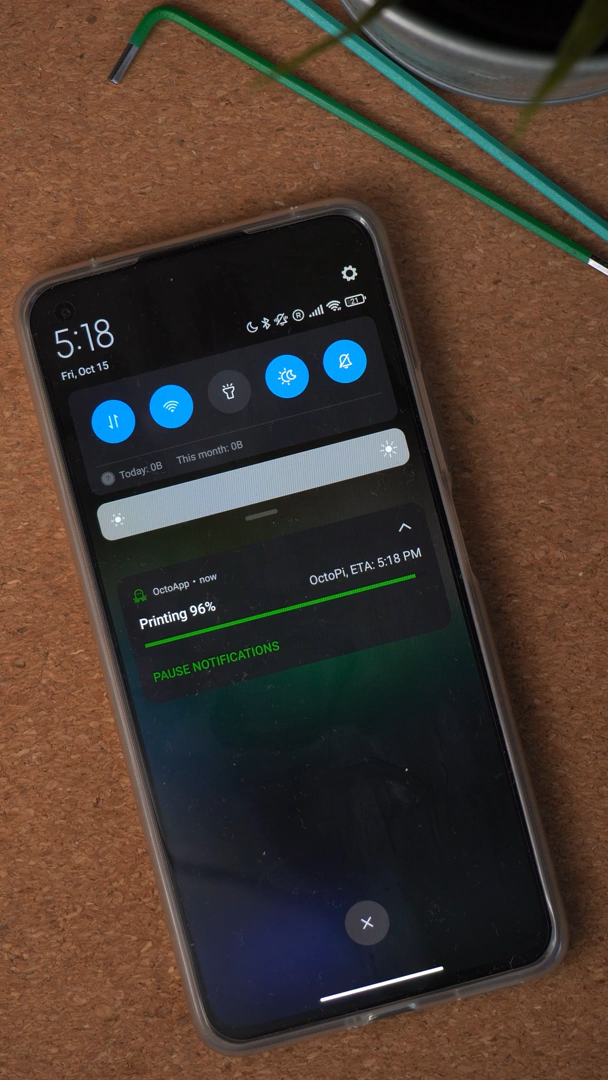 5:18
Fri, Oct 15
R
21
Today: 0B This month: 0B
OctoApp • now
Printing 96% OctoPi, ETA: 5:18 PM
PAUSE NOTIFICATIONS